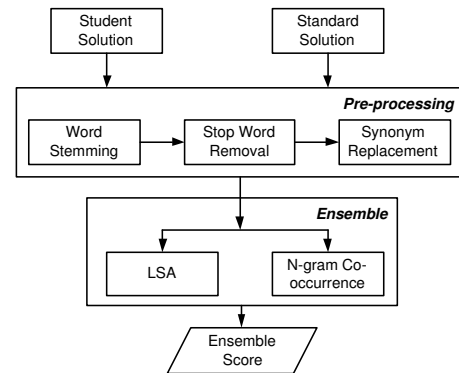 Student
Solution
Standard
Solution
Pre-processing
Word
Stemming
Stop Word
Removal
Synonym
Replacement
Ensemble
LSA
N-gram Co-
occurrence
Ensemble
Score